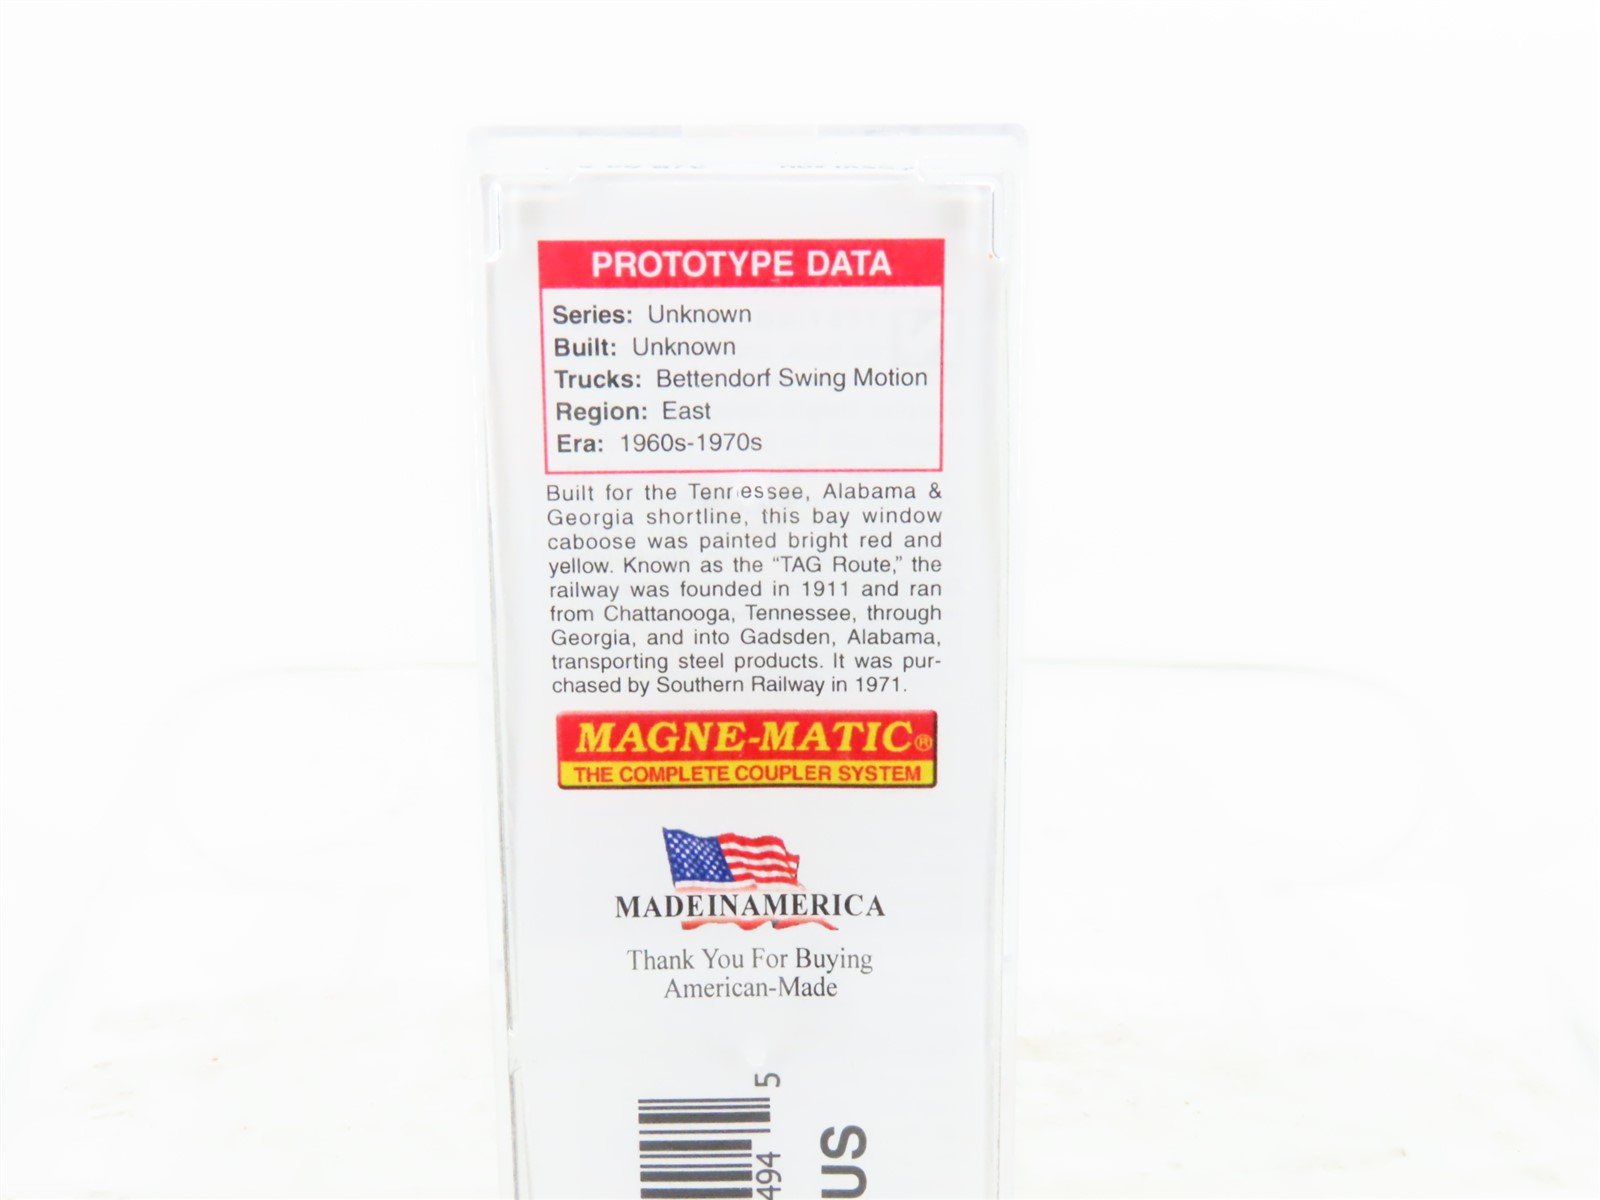 PROTOTYPE DATA
Series: Unknown
Built: Unknown
Trucks: Bettendorf Swing Motion
Region: East
Era: 1960s-1970s
Built for the Tennessee, Alabama &
Georgia shortline, this bay window
caboose was painted bright red and
yellow. Known as the “TAG Route,” the
railway was founded in 1911 and ran
from Chattanooga, Tennessee, through
Georgia, and into Gadsden, Alabama,
transporting steel products. It was pur-
chased by Southern Railway in 1971.
MAGNE-MATIC®
THE COMPLETE COUPLER SYSTEM
MADEINAMERICA
Thank You For Buying
American-Made
494 5
US